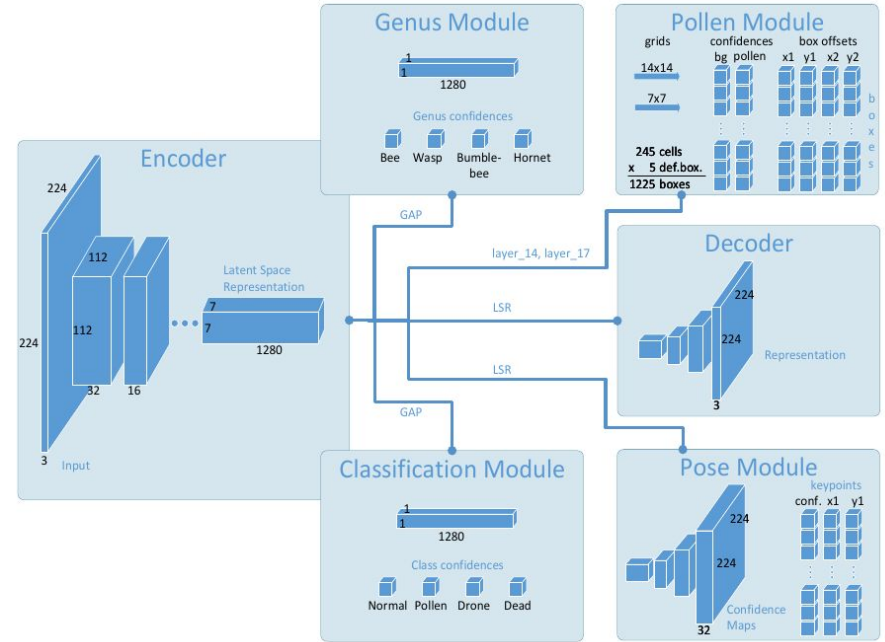 Encoder
224
224
3
Input
112
112
32
16
Latent Space
Representation
7
7
1280
Genus Module
1
1
1280
Genus confidences
Bee Wasp Bumble- Hornet
bee
GAP
layer_14, layer_17
LSR
LSR
GAP
Classification Module
1
1
1280
Class confidences
Normal Pollen Drone Dead
Pollen Module
grids confidences box offsets
bg pollen x1 y1 x2 y2
14x14
7x7
boxes
245 cells
x 5 def.box.
1225 boxes
Decoder
224
224
Representation
3
Pose Module
keypoints
conf. x1 y1
224
224
Confidence
Maps
32